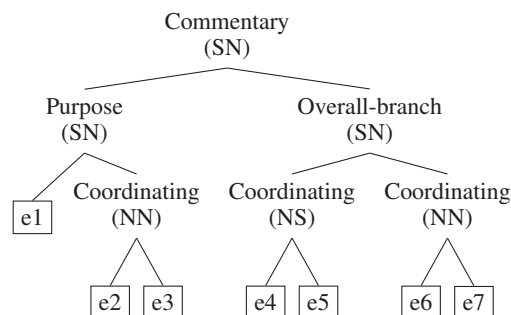 Commentary
(SN)
Purpose
(SN)
Overall-branch
(SN)
e1
Coordinating
(NN)
Coordinating
(NS)
Coordinating
(NN)
e2
e3
e4
e5
e6
e7